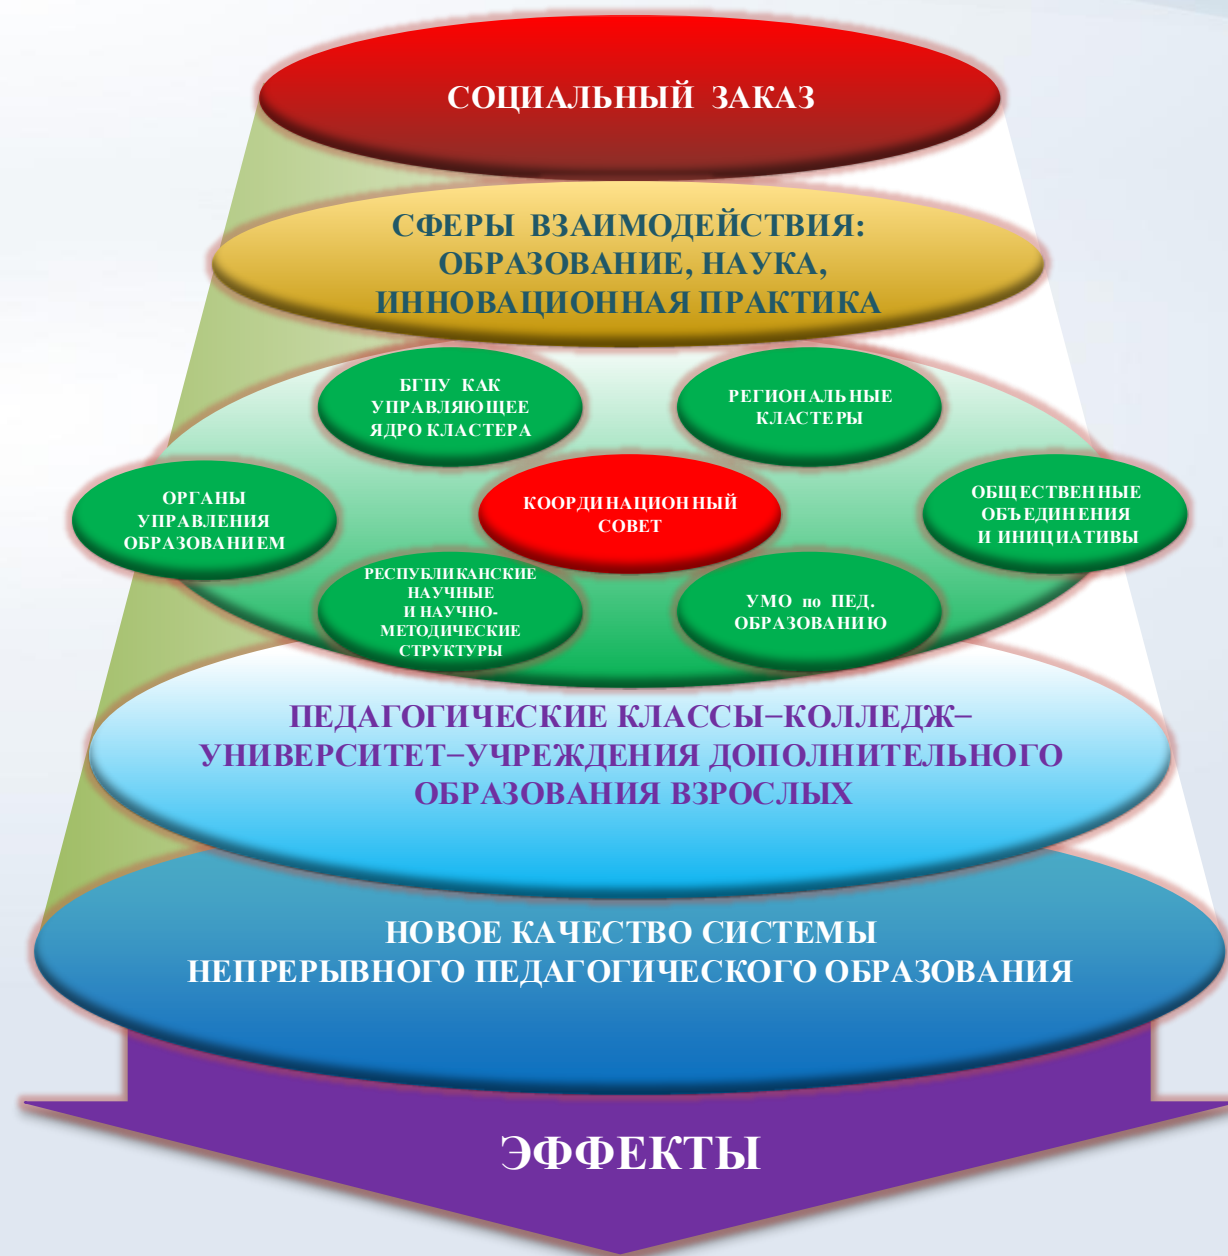 СОЦИАЛЬНЫЙ ЗАКАЗ
СФЕРЫ ВЗАИМОДЕЙСТВИЯ:
ОБРАЗОВАНИЕ, НАУКА,
ИННОВАЦИОННАЯ ПРАКТИКА
БГПУ КАК
УПРАВЛЯЮЩЕЕ
ЯДРО КЛАСТЕРА
РЕГИОНАЛЬНЫЕ
КЛАСТЕРЫ
ОРГАНЫ
УПРАВЛЕНИЯ
ОБРАЗОВАНИЕМ
КООРДИНАЦИОННЫЙ
СОВЕТ
ОБЩЕСТВЕННЫЕ
ОБЪЕДИНЕНИЯ
И ИНИЦИАТИВЫ
РЕСПУБЛИКАНСКИЕ
НАУЧНЫЕ
И НАУЧНО-
МЕТОДИЧЕСКИЕ
СТРУКТУРЫ
УМО по ПЕД.
ОБРАЗОВАНИЮ
ПЕДАГОГИЧЕСКИЕ КЛАССЫ–КОЛЛЕДЖ–
УНИВЕРСИТЕТ–УЧРЕЖДЕНИЯ ДОПОЛНИТЕЛЬНОГО
ОБРАЗОВАНИЯ ВЗРОСЛЫХ
НОВОЕ КАЧЕСТВО СИСТЕМЫ
НЕПРЕРЫВНОГО ПЕДАГОГИЧЕСКОГО ОБРАЗОВАНИЯ
ЭФФЕКТЫ